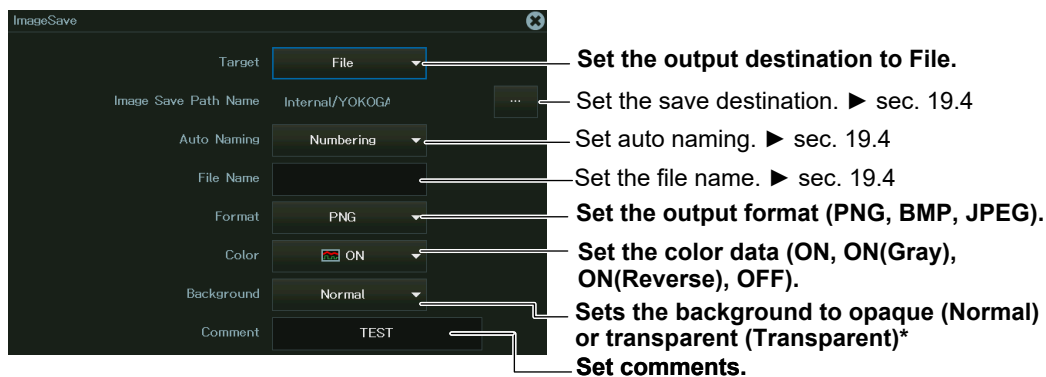 ImageSave
Target File Set the output destination to File.
Image Save Path Name Internal/YOKOGA ... Set the save destination. ► sec. 19.4
Auto Naming Numbering Set auto naming. ► sec. 19.4
File Name Set the file name. ► sec. 19.4
Format PNG Set the output format (PNG, BMP, JPEG).
Color ON Set the color data (ON, ON(Gray),
ON(Reverse), OFF).
Background Normal Sets the background to opaque (Normal)
or transparent (Transparent)*
Comment TEST Set comments.